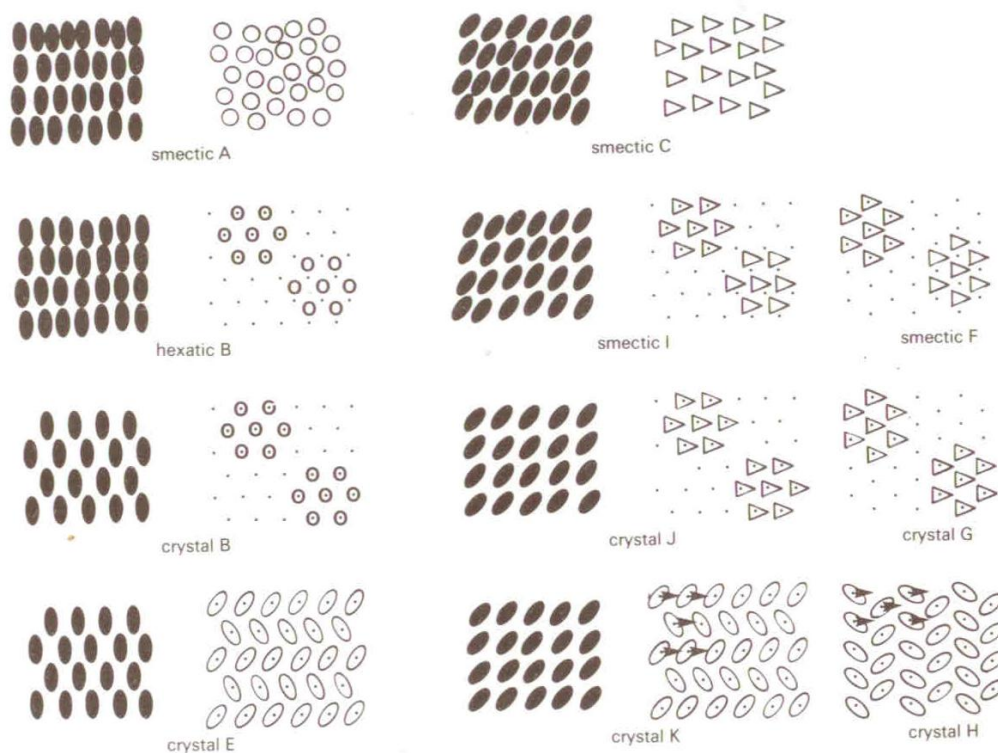 smectic A
smectic C
hexatic B
smectic I
smectic F
crystal B
crystal J
crystal G
crystal E
crystal K
crystal H